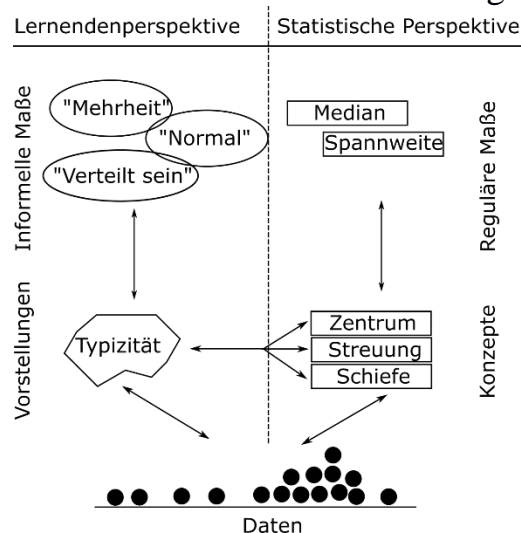 Lernendenperspektive
Statistische Perspektive
Informelle Maße
"Mehrheit"
"Normal"
"Verteilt sein"
Median
Spannweite
Reguläre Maße
Vorstellungen
Typizität
Zentrum
Streuung
Schiefe
Konzepte
Daten